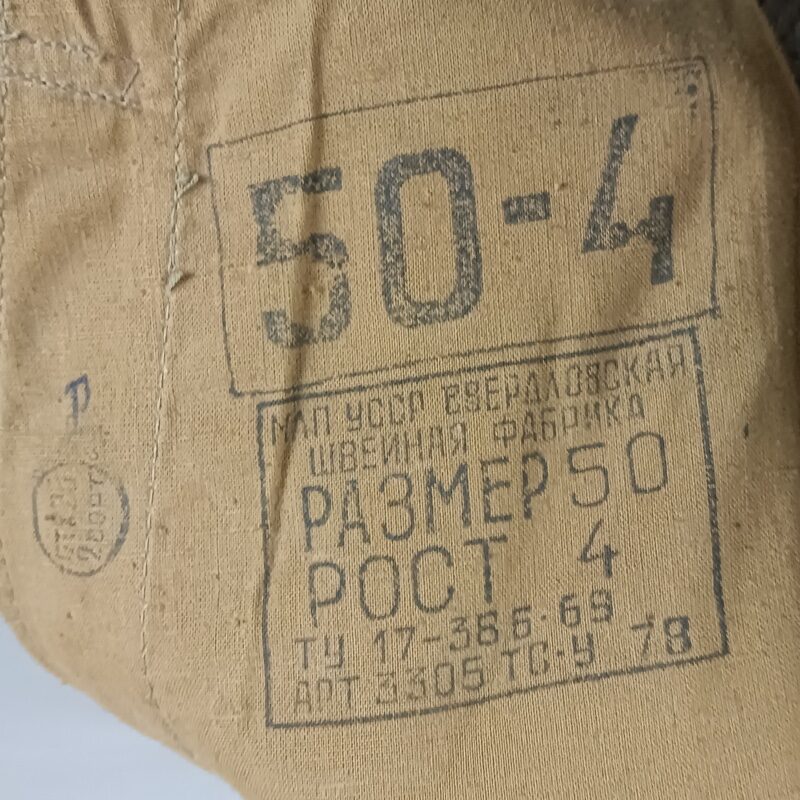 50-4
МЛП УССР СВЕРДЛОВСКАЯ
ШВЕЙНАЯ ФАБРИКА
РАЗМЕР 50
РОСТ 4
ТУ 17-366-69
АРТ 3305 ТС-У 78